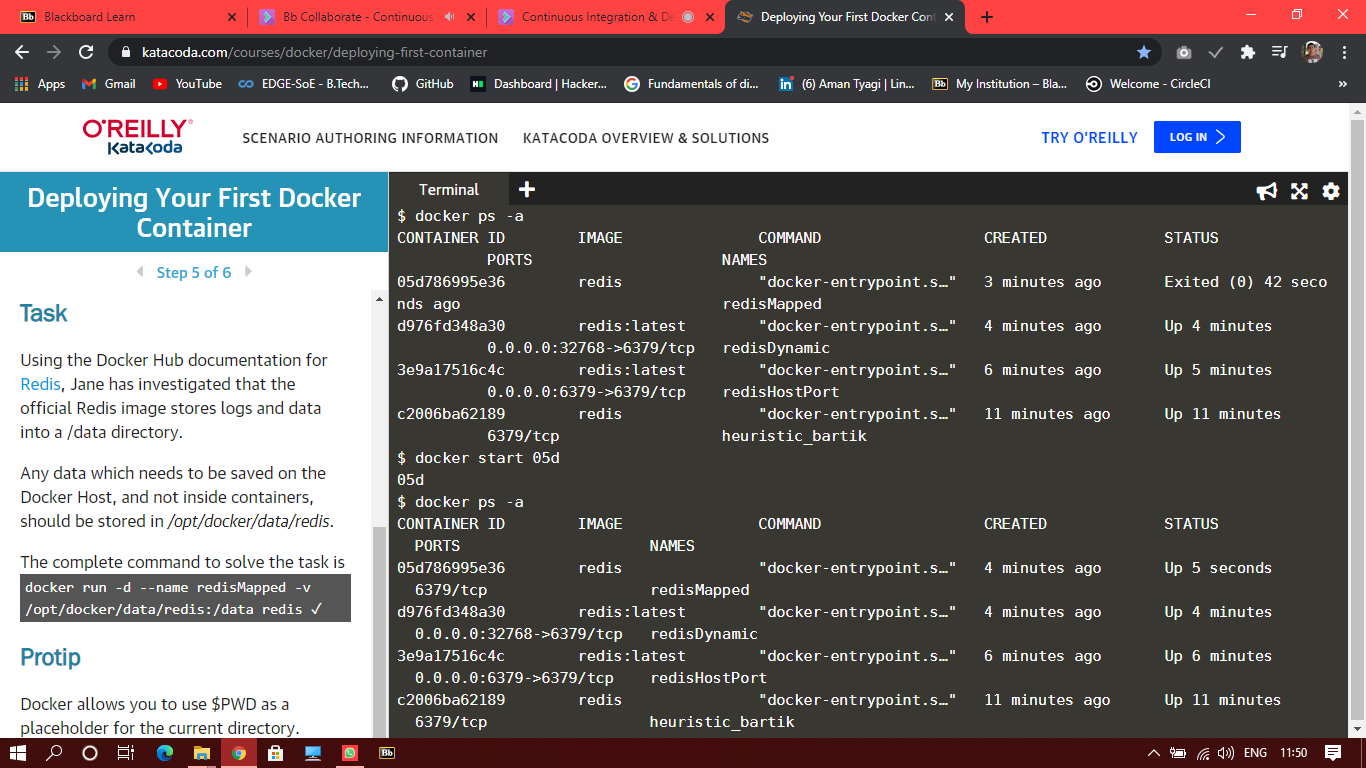 Blackboard Learn
Bb Collaborate - Continuous
Continuous Integration & De
Deploying Your First Docker Cont
katacoda.com/courses/docker/deploying-first-container
Apps
Gmail
YouTube
EDGE-SoE - B.Tech...
GitHub
Dashboard | Hacker...
Fundamentals of di...
(6) Aman Tyagi | Lin...
My Institution – Bla...
Welcome - CircleCI
»
O'REILLY®
Katacoda
SCENARIO AUTHORING INFORMATION
KATACODA OVERVIEW & SOLUTIONS
TRY O'REILLY
LOG IN
Deploying Your First Docker
Container
Step 5 of 6
Task
Using the Docker Hub documentation for
Redis, Jane has investigated that the
official Redis image stores logs and data
into a /data directory.
Any data which needs to be saved on the
Docker Host, and not inside containers,
should be stored in /opt/docker/data/redis.
The complete command to solve the task is
docker run -d --name redisMapped -v
/opt/docker/data/redis:/data redis ✓
Protip
Docker allows you to use $PWD as a
placeholder for the current directory.
Terminal
$ docker ps -a
CONTAINER ID IMAGE COMMAND CREATED STATUS
PORTS NAMES
05d786995e36 redis "docker-entrypoint.s…" 3 minutes ago Exited (0) 42 seco
nds ago redisMapped
d976fd348a30 redis:latest "docker-entrypoint.s…" 4 minutes ago Up 4 minutes
0.0.0.0:32768->6379/tcp redisDynamic
3e9a17516c4c redis:latest "docker-entrypoint.s…" 6 minutes ago Up 5 minutes
0.0.0.0:6379->6379/tcp redisHostPort
c2006ba62189 redis "docker-entrypoint.s…" 11 minutes ago Up 11 minutes
6379/tcp heuristic_bartik
$ docker start 05d
05d
$ docker ps -a
CONTAINER ID IMAGE COMMAND CREATED STATUS
PORTS NAMES
05d786995e36 redis "docker-entrypoint.s…" 4 minutes ago Up 5 seconds
6379/tcp redisMapped
d976fd348a30 redis:latest "docker-entrypoint.s…" 4 minutes ago Up 4 minutes
0.0.0.0:32768->6379/tcp redisDynamic
3e9a17516c4c redis:latest "docker-entrypoint.s…" 6 minutes ago Up 6 minutes
0.0.0.0:6379->6379/tcp redisHostPort
c2006ba62189 redis "docker-entrypoint.s…" 11 minutes ago Up 11 minutes
6379/tcp heuristic_bartik
ENG
11:50